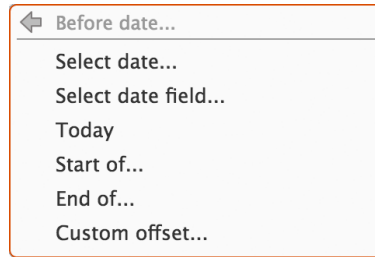 Before date...
Select date...
Select date field...
Today
Start of...
End of...
Custom offset...